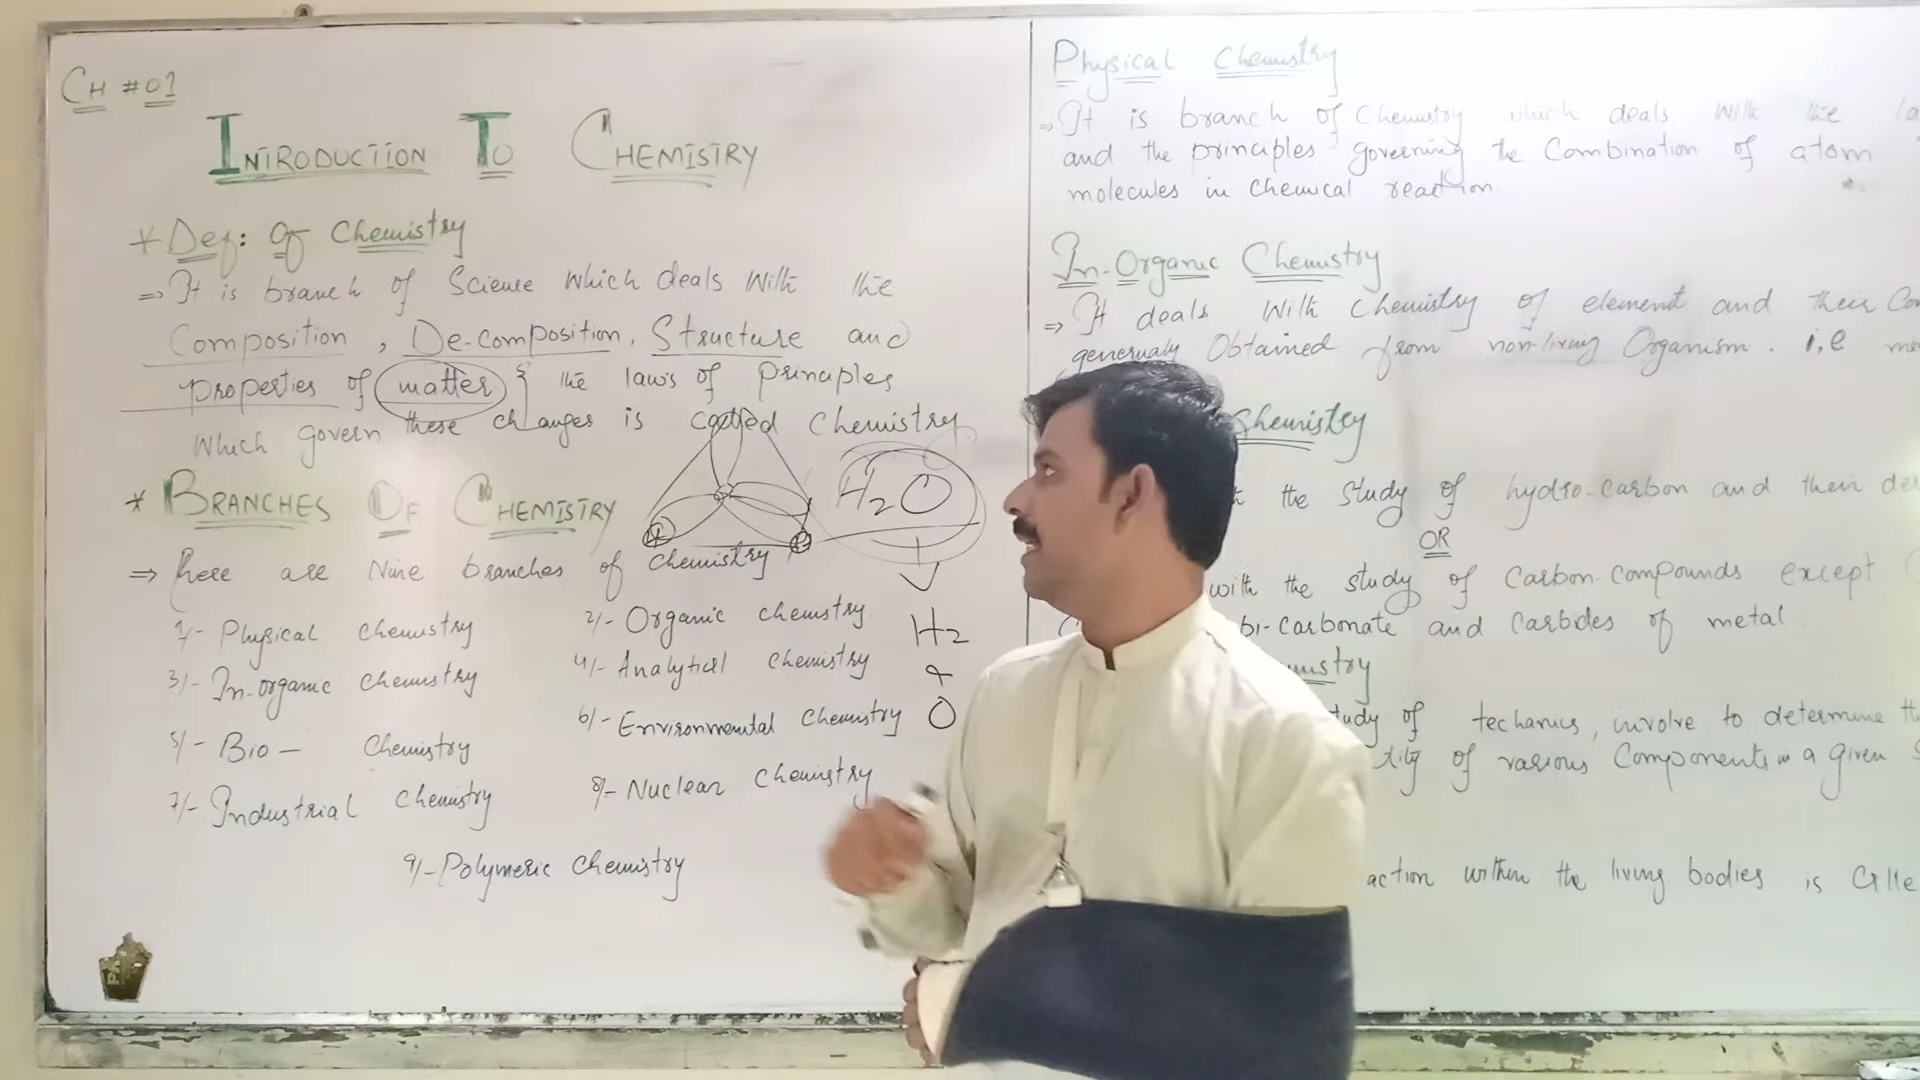 CH #01
INTRODUCTION TO CHEMISTRY
* Def: Of Chemistry
⇒ It is branch of Science which deals with the
Composition, De-composition, Structure and
properties of matter } the laws of principles
which govern these changes is called Chemistry.
H2O
* BRANCHES OF CHEMISTRY
⇒ There are Nine branches of chemistry
1/- Physical chemistry
2/- Organic chemistry
3/- In-organic chemistry
4/- Analyticl chemistry
5/- Bio - Chemistry
6/- Environmental Chemistry
7/- Industrial Chemistry
8/- Nuclear Chemistry
9/- Polymeric Chemistry
H2
+
O
Physical Chemistry
⇒ It is branch of chemistry which deals with the
and the principles governing the Combination of atom
molecules in chemical reaction
In-Organic Chemistry
⇒ It deals with chemistry of element and their
generaly Obtained from non-living Organism. i,e
Chemistry
the study of hydro-carbon and their
OR
with the study of Carbon-compounds except
bi-carbonate and Carbides of metal
of techanics, involve to determine
of various Components in a given
action within the living bodies is